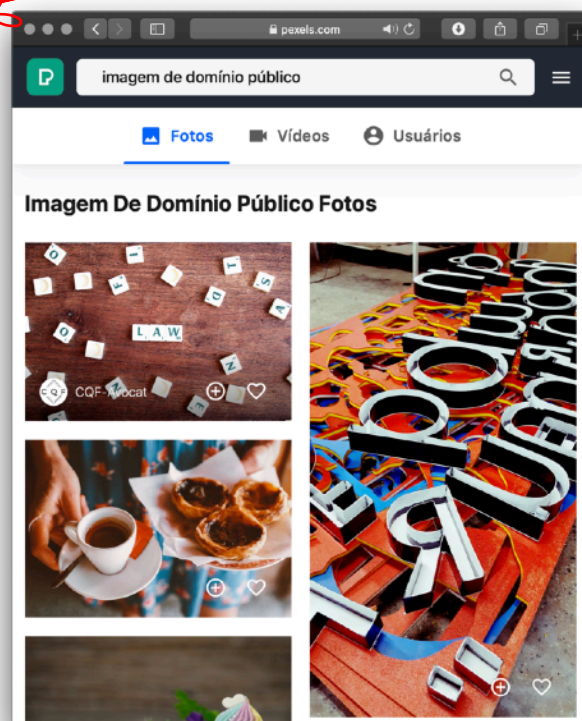 pexels.com
imagem de domínio público
Fotos Vídeos Usuários
Imagem De Domínio Público Fotos
LAW
CQF-Avocat